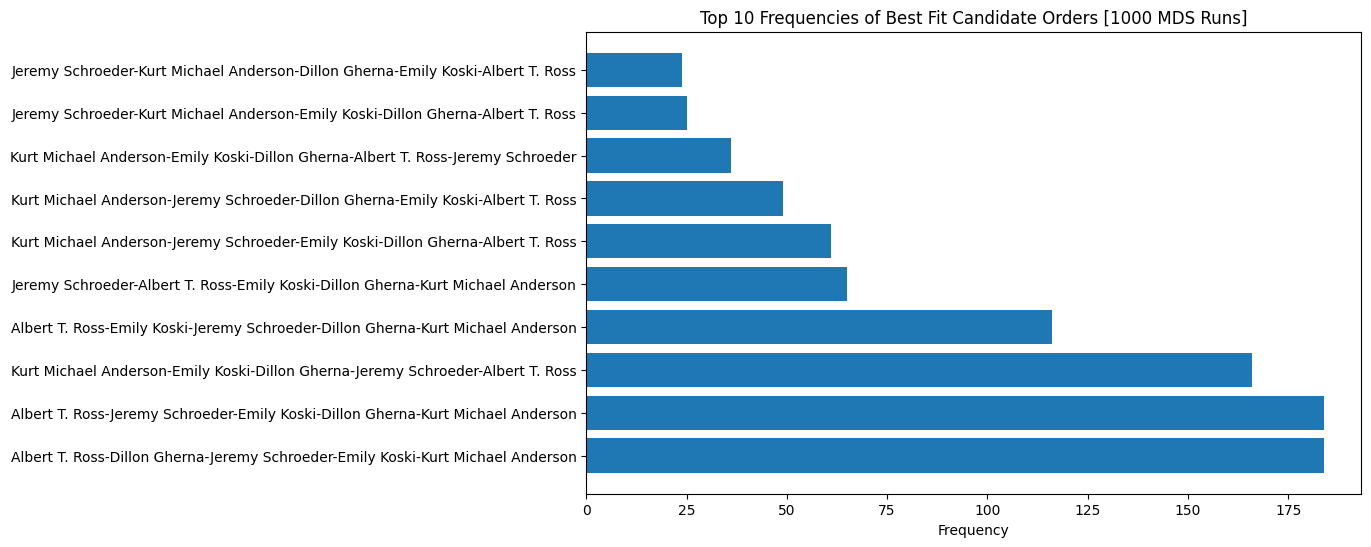 Top 10 Frequencies of Best Fit Candidate Orders [1000 MDS Runs]
Jeremy Schroeder-Kurt Michael Anderson-Dillon Gherna-Emily Koski-Albert T. Ross
Jeremy Schroeder-Kurt Michael Anderson-Emily Koski-Dillon Gherna-Albert T. Ross
Kurt Michael Anderson-Emily Koski-Dillon Gherna-Albert T. Ross-Jeremy Schroeder
Kurt Michael Anderson-Jeremy Schroeder-Dillon Gherna-Emily Koski-Albert T. Ross
Kurt Michael Anderson-Jeremy Schroeder-Emily Koski-Dillon Gherna-Albert T. Ross
Jeremy Schroeder-Albert T. Ross-Emily Koski-Dillon Gherna-Kurt Michael Anderson
Albert T. Ross-Emily Koski-Jeremy Schroeder-Dillon Gherna-Kurt Michael Anderson
Kurt Michael Anderson-Emily Koski-Dillon Gherna-Jeremy Schroeder-Albert T. Ross
Albert T. Ross-Jeremy Schroeder-Emily Koski-Dillon Gherna-Kurt Michael Anderson
Albert T. Ross-Dillon Gherna-Jeremy Schroeder-Emily Koski-Kurt Michael Anderson
0 25 50 75 100 125 150 175
Frequency